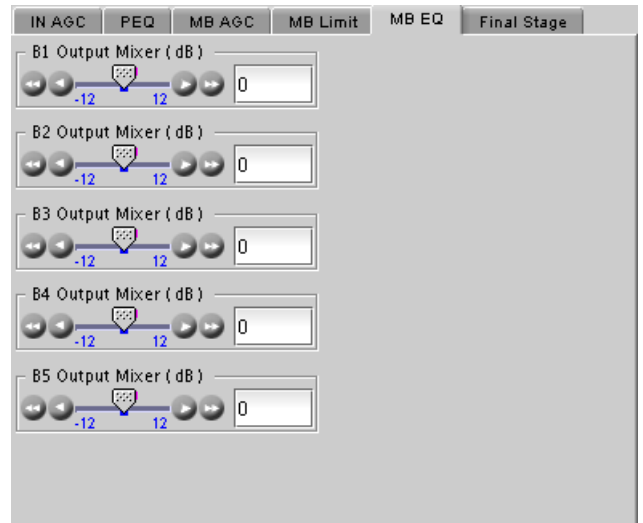 IN AGC PEQ MB AGC MB Limit MB EQ Final Stage
B1 Output Mixer ( dB )
0
-12 12
B2 Output Mixer ( dB )
0
-12 12
B3 Output Mixer ( dB )
0
-12 12
B4 Output Mixer ( dB )
0
-12 12
B5 Output Mixer ( dB )
0
-12 12